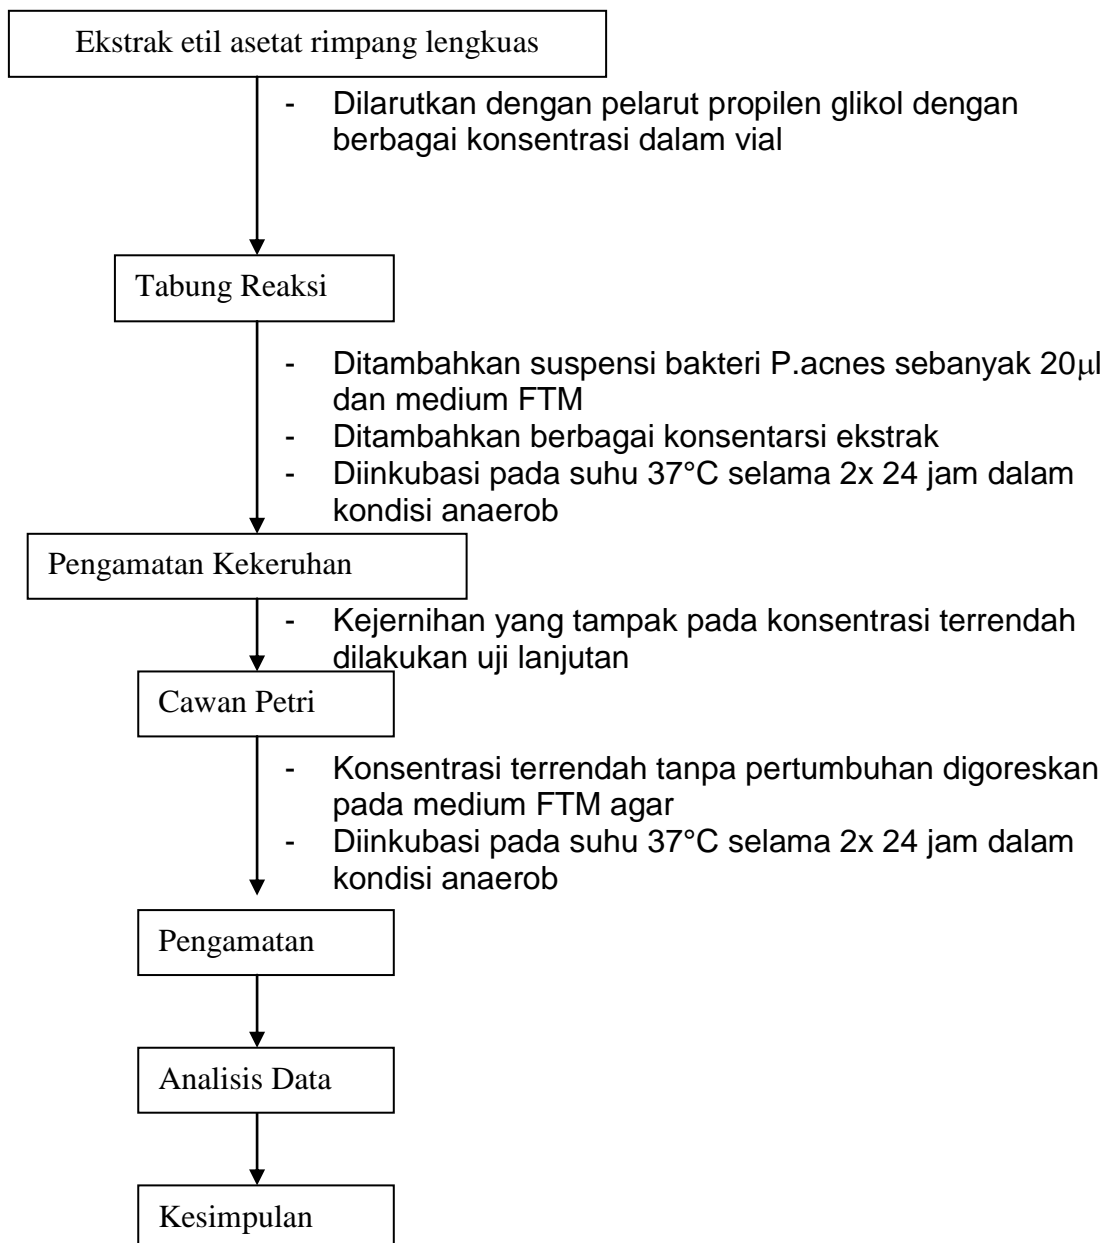 Ekstrak etil asetat rimpang lengkuas
- Dilarutkan dengan pelarut propilen glikol dengan
berbagai konsentrasi dalam vial
Tabung Reaksi
- Ditambahkan suspensi bakteri P.acnes sebanyak 20μl
dan medium FTM
- Ditambahkan berbagai konsentarsi ekstrak
- Diinkubasi pada suhu 37°C selama 2x 24 jam dalam
kondisi anaerob
Pengamatan Kekeruhan
- Kejernihan yang tampak pada konsentrasi terrendah
dilakukan uji lanjutan
Cawan Petri
- Konsentrasi terrendah tanpa pertumbuhan digoreskan
pada medium FTM agar
- Diinkubasi pada suhu 37°C selama 2x 24 jam dalam
kondisi anaerob
Pengamatan
Analisis Data
Kesimpulan